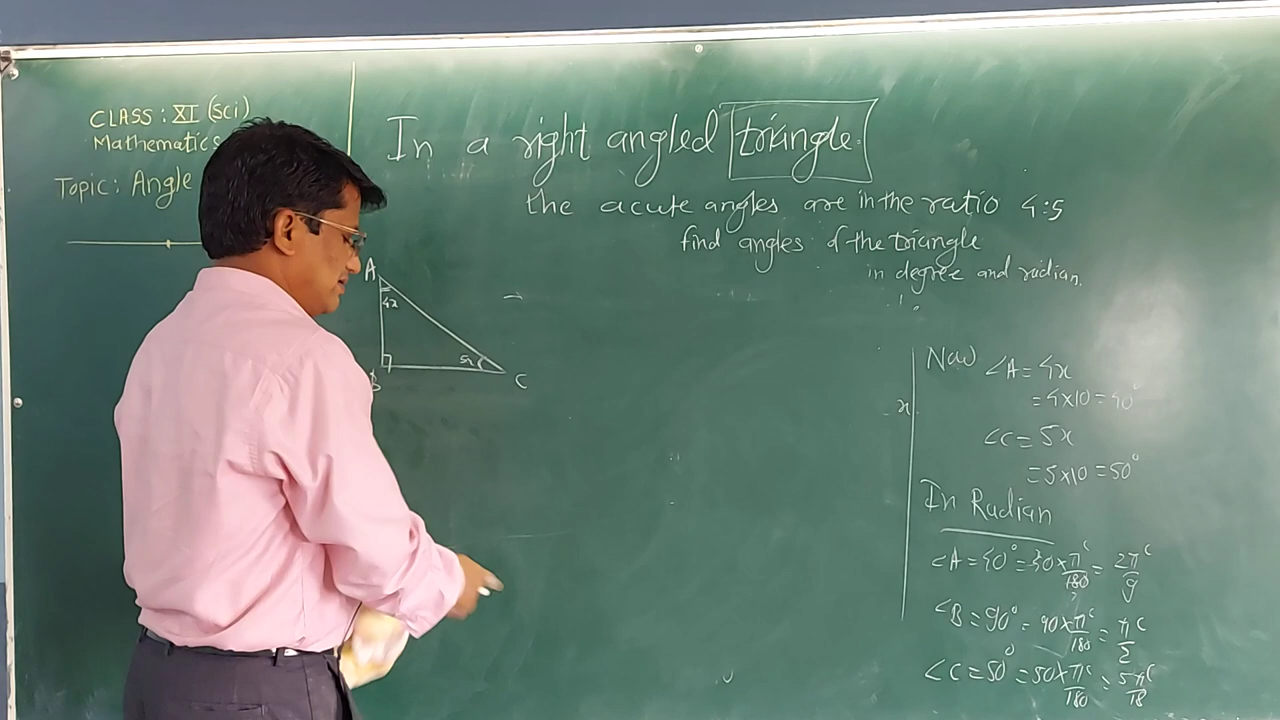 CLASS: XI (Sci)
Mathematics
Topic: Angle
In a right angled triangle.
the acute angles are in the ratio 4:5
find angles of the triangle
in degree and radian.
A
4x
5x
B
C
x
Now ∠A = 4x
= 4×10 = 40°
∠C = 5x
= 5×10 = 50°
In Radian
∠A = 40° = 40 × π^c/180 = 2π^c/9
∠B = 90° = 90 × π^c/180 = π^c/2
∠C = 50° = 50 × π^c/180 = 5π^c/18